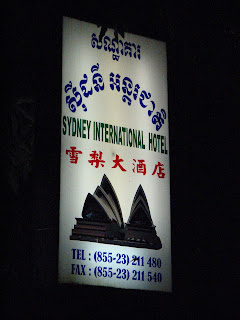 សណ្ឋាគារ
ស៊ីដនី អន្តរជាតិ
SYDNEY INTERNATIONAL HOTEL
雪梨大酒店
TEL : (855-23) 211 480
FAX : (855-23) 211 540